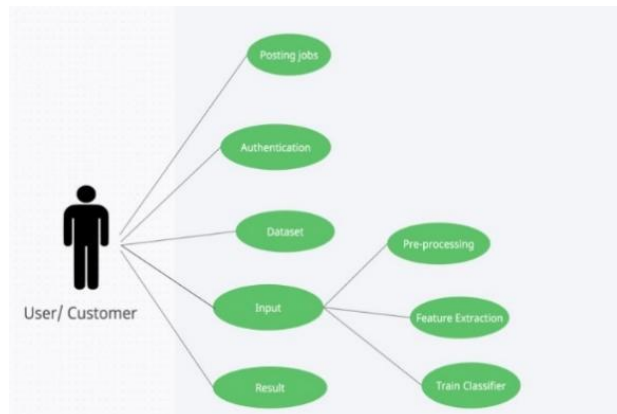 Posting jobs
Authentication
Dataset
Pre-processing
User/ Customer
Input
Feature Extraction
Result
Train Classifier